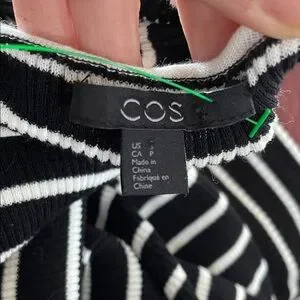 COS
US
CA P
Made in
China
Fabriqué en
Chine